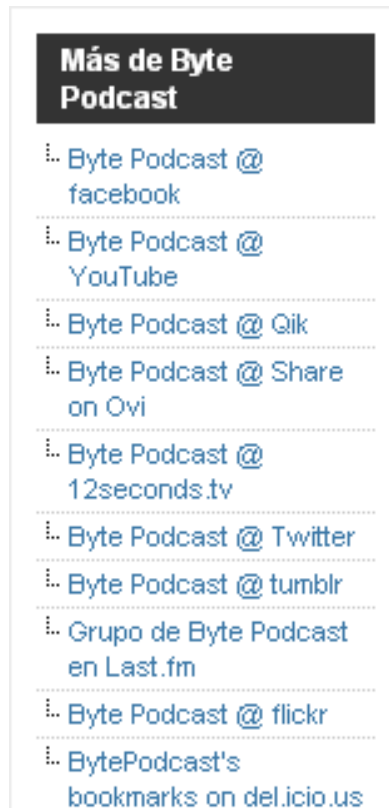 Más de Byte
Podcast
Byte Podcast @
facebook
Byte Podcast @
YouTube
Byte Podcast @ Qik
Byte Podcast @ Share
on Ovi
Byte Podcast @
12seconds.tv
Byte Podcast @ Twitter
Byte Podcast @ tumblr
Grupo de Byte Podcast
en Last.fm
Byte Podcast @ flickr
BytePodcast's
bookmarks on del.icio.us